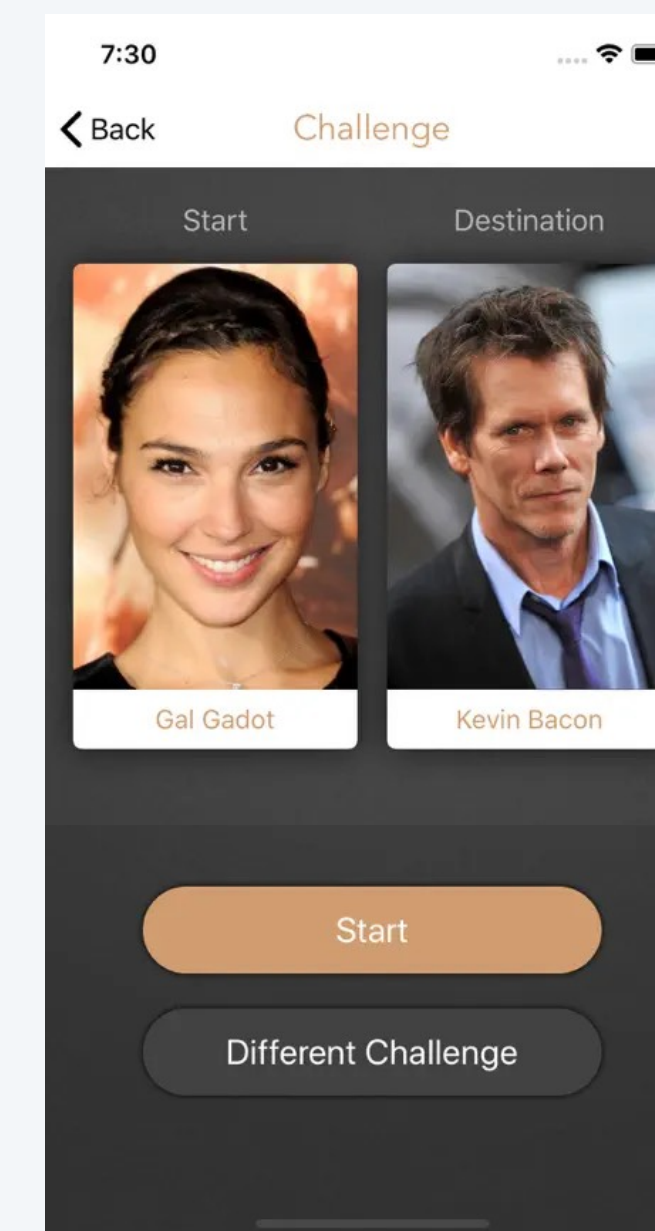 7:30
Back
Challenge
Start
Destination
Gal Gadot
Kevin Bacon
Start
Different Challenge